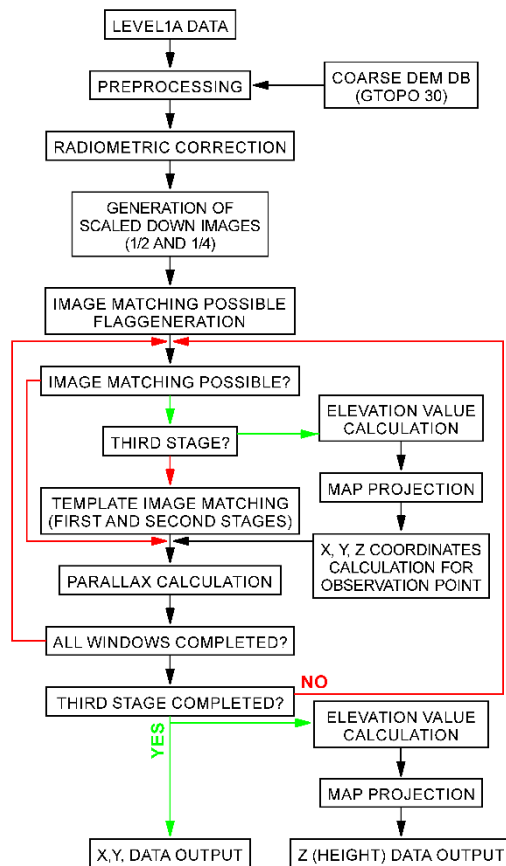 LEVEL1A DATA
PREPROCESSING
COARSE DEM DB
(GTOPO 30)
RADIOMETRIC CORRECTION
GENERATION OF
SCALED DOWN IMAGES
(1/2 AND 1/4)
IMAGE MATCHING POSSIBLE
FLAGGENERATION
IMAGE MATCHING POSSIBLE?
ELEVATION VALUE
CALCULATION
THIRD STAGE?
MAP PROJECTION
TEMPLATE IMAGE MATCHING
(FIRST AND SECOND STAGES)
X, Y, Z COORDINATES
CALCULATION FOR
OBSERVATION POINT
PARALLAX CALCULATION
ALL WINDOWS COMPLETED?
NO
THIRD STAGE COMPLETED?
YES
ELEVATION VALUE
CALCULATION
MAP PROJECTION
X,Y, DATA OUTPUT
Z (HEIGHT) DATA OUTPUT